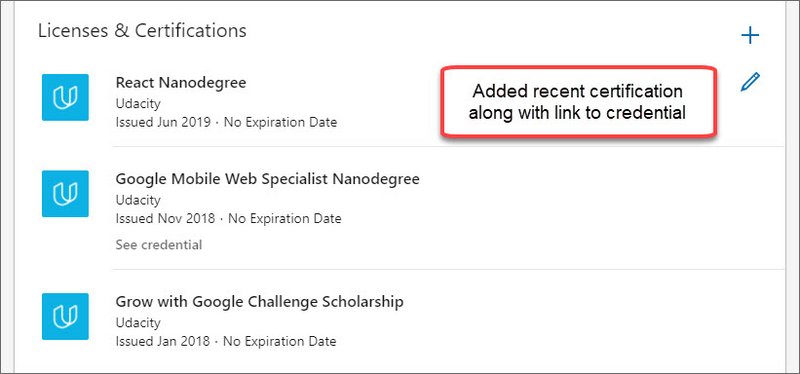 Licenses & Certifications
React Nanodegree
Udacity
Issued Jun 2019 · No Expiration Date
Added recent certification
along with link to credential
Google Mobile Web Specialist Nanodegree
Udacity
Issued Nov 2018 · No Expiration Date
See credential
Grow with Google Challenge Scholarship
Udacity
Issued Jan 2018 · No Expiration Date